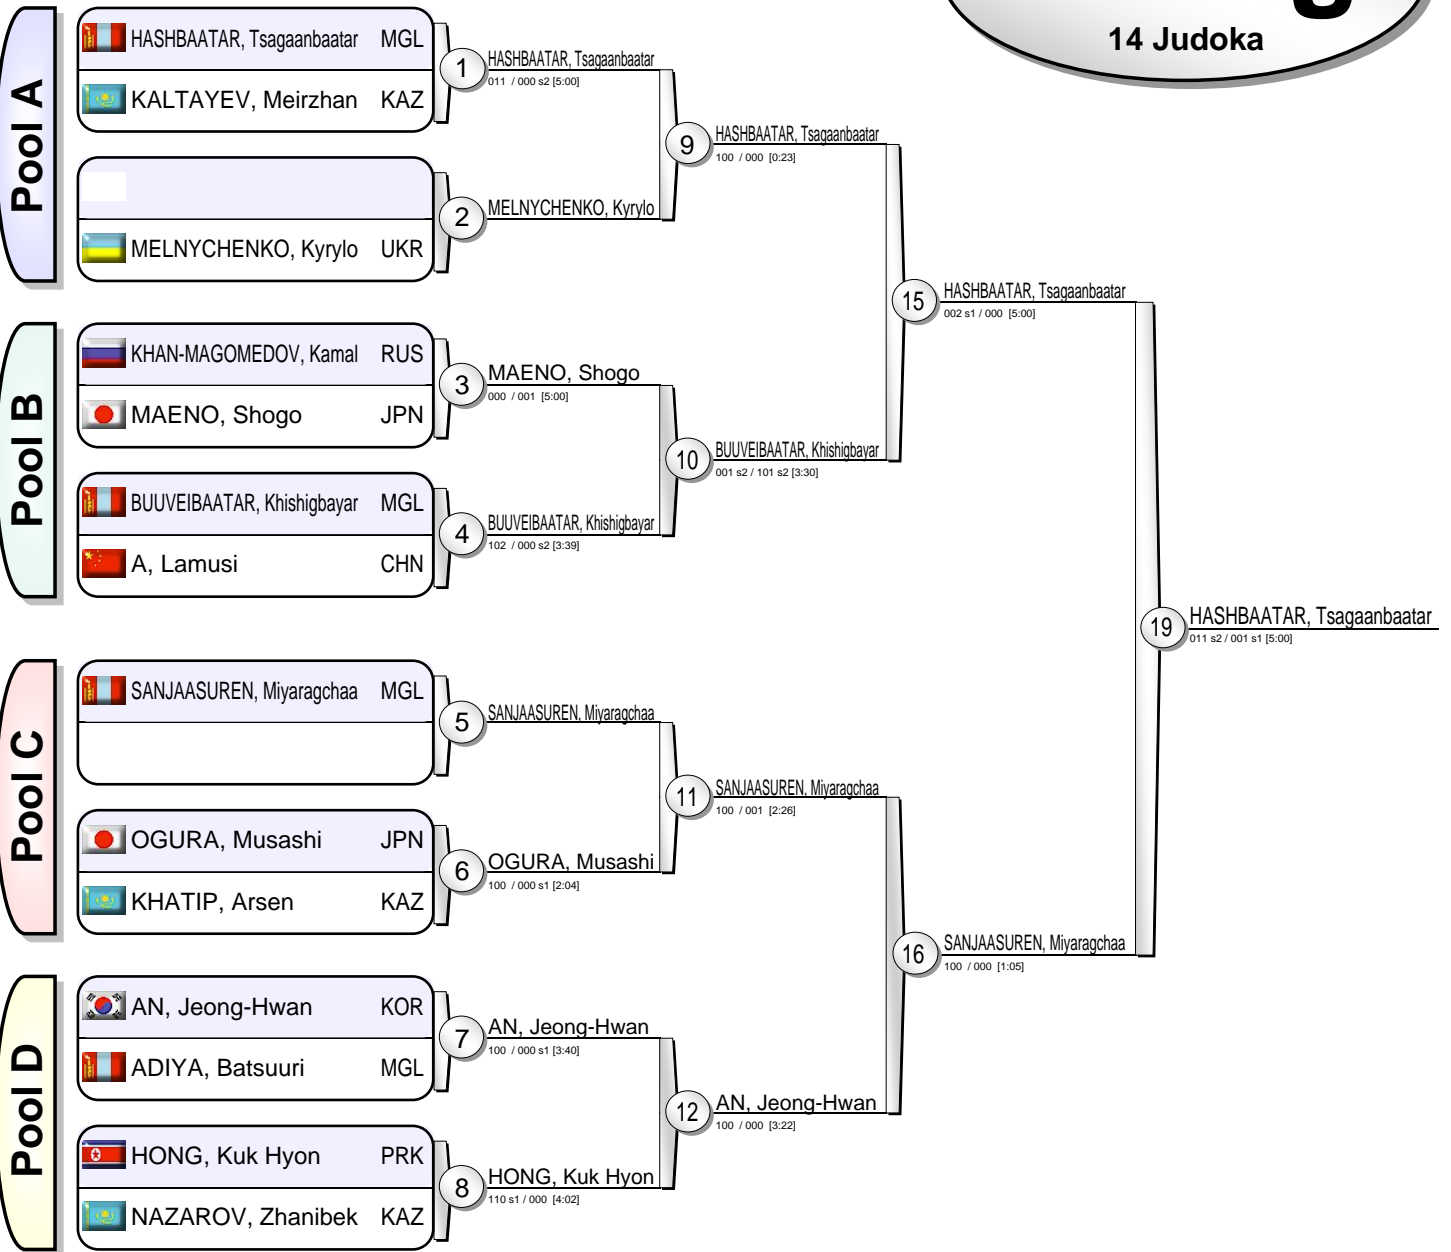 14 Judoka
Pool A
HASHBAATAR, Tsagaanbaatar MGL
KALTAYEV, Meirzhan KAZ
MELNYCHENKO, Kyrylo UKR
1
HASHBAATAR, Tsagaanbaatar
011 / 000 s2 [5:00]
2
MELNYCHENKO, Kyrylo
9
HASHBAATAR, Tsagaanbaatar
100 / 000 [0:23]
Pool B
KHAN-MAGOMEDOV, Kamal RUS
MAENO, Shogo JPN
BUUVEIBAATAR, Khishigbayar MGL
A, Lamusi CHN
3
MAENO, Shogo
000 / 001 [5:00]
4
BUUVEIBAATAR, Khishigbayar
102 / 000 s2 [3:39]
10
BUUVEIBAATAR, Khishigbayar
001 s2 / 101 s2 [3:30]
15
HASHBAATAR, Tsagaanbaatar
002 s1 / 000 [5:00]
Pool C
SANJAASUREN, Miyaragchaa MGL
OGURA, Musashi JPN
KHATIP, Arsen KAZ
5
SANJAASUREN, Miyaragchaa
6
OGURA, Musashi
100 / 000 s1 [2:04]
11
SANJAASUREN, Miyaragchaa
100 / 001 [2:26]
Pool D
AN, Jeong-Hwan KOR
ADIYA, Batsuuri MGL
HONG, Kuk Hyon PRK
NAZAROV, Zhanibek KAZ
7
AN, Jeong-Hwan
100 / 000 s1 [3:40]
8
HONG, Kuk Hyon
110 s1 / 000 [4:02]
12
AN, Jeong-Hwan
100 / 000 [3:22]
16
SANJAASUREN, Miyaragchaa
100 / 000 [1:05]
19
HASHBAATAR, Tsagaanbaatar
011 s2 / 001 s1 [5:00]